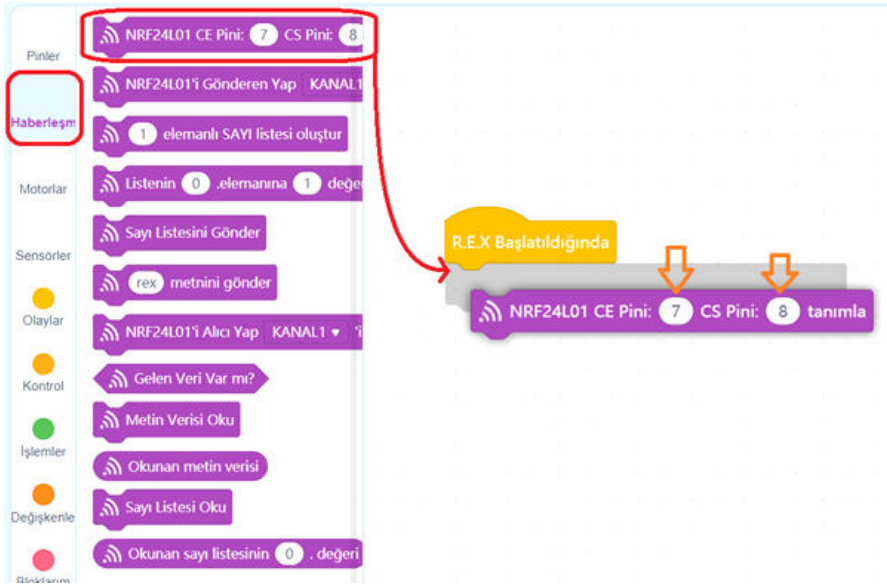 Pinler
Haberleşm
Motorlar
Sensörler
Olaylar
Kontrol
İşlemler
Değişkenle
Bloklarım
NRF24L01 CE Pini: 7 CS Pini: 8
NRF24L01'i Gönderen Yap KANAL1
1 elemanlı SAYI listesi oluştur
Listenin 0 .elemanına 1 değe
Sayı Listesini Gönder
rex metnini gönder
NRF24L01'i Alıcı Yap KANAL1 'i
Gelen Veri Var mı?
Metin Verisi Oku
Okunan metin verisi
Sayı Listesi Oku
Okunan sayı listesinin 0 . değeri
R.E.X Başlatıldığında
NRF24L01 CE Pini: 7 CS Pini: 8 tanımla